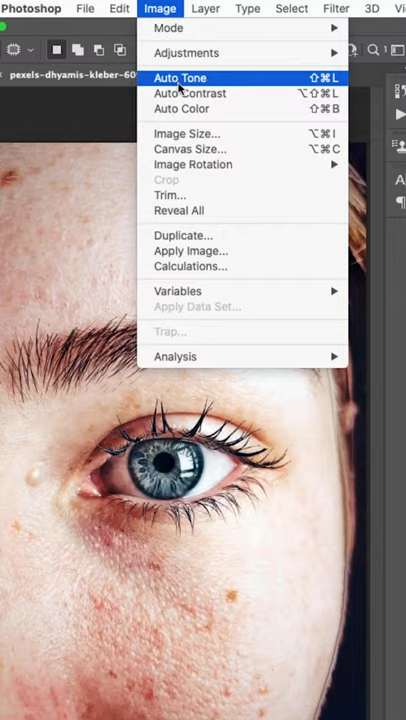 Photoshop File Edit Image Layer Type Select Filter 3D
pexels-dhyamis-kleber-60
Mode
Adjustments
Auto Tone ⇧⌘L
Auto Contrast ⌥⇧⌘L
Auto Color ⇧⌘B
Image Size... ⌥⌘I
Canvas Size... ⌥⌘C
Image Rotation
Crop
Trim...
Reveal All
Duplicate...
Apply Image...
Calculations...
Variables
Apply Data Set...
Trap...
Analysis